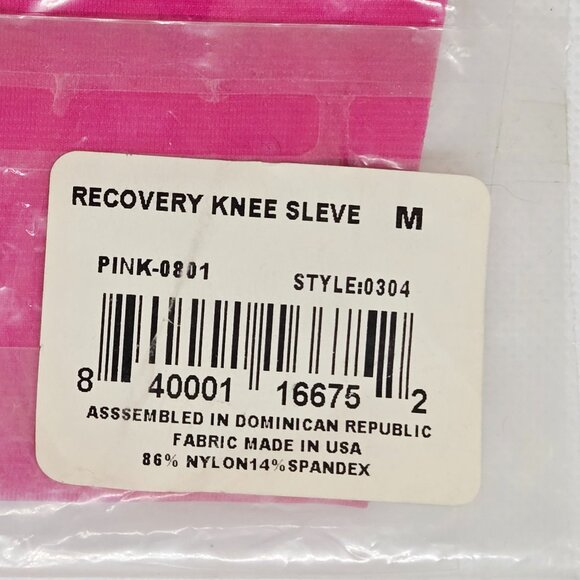 RECOVERY KNEE SLEVE M
PINK-0801 STYLE:0304
8 40001 16675 2
ASSSEMBLED IN DOMINICAN REPUBLIC
FABRIC MADE IN USA
86% NYLON14%SPANDEX